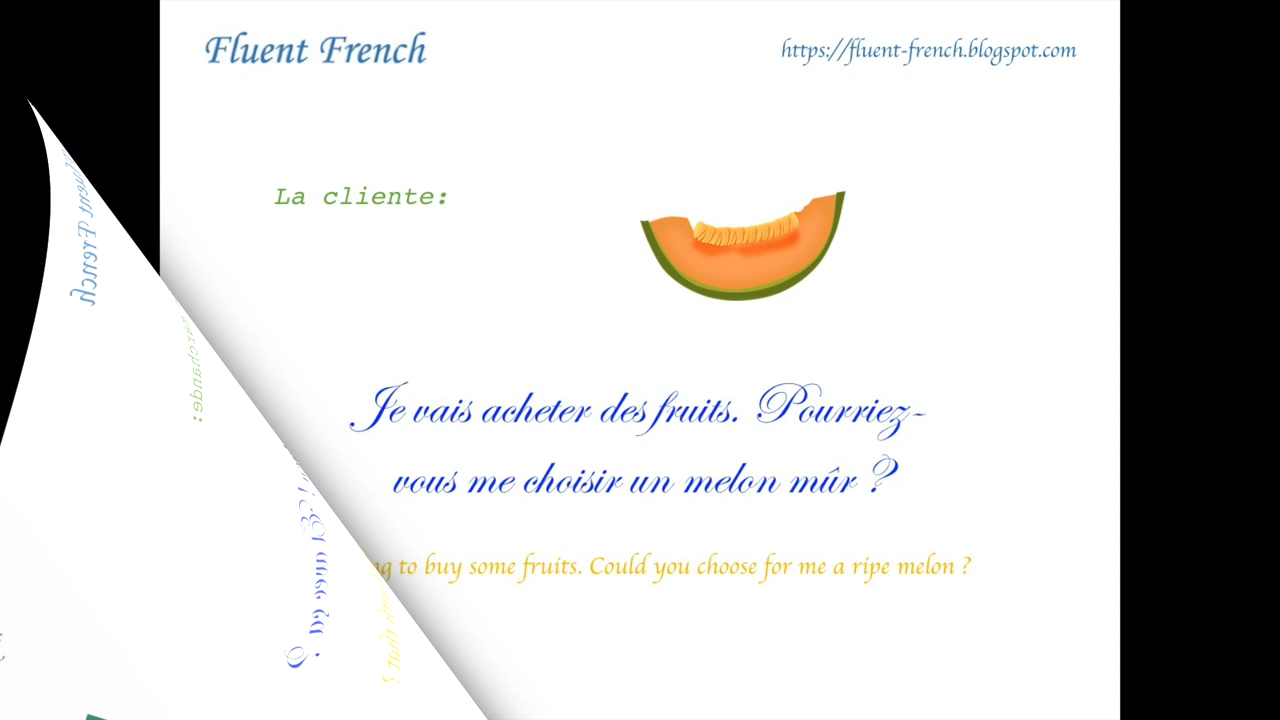 Fluent French
https://fluent-french.blogspot.com
La cliente:
Je vais acheter des fruits. Pourriez-
vous me choisir un melon mûr ?
to buy some fruits. Could you choose for me a ripe melon ?
French